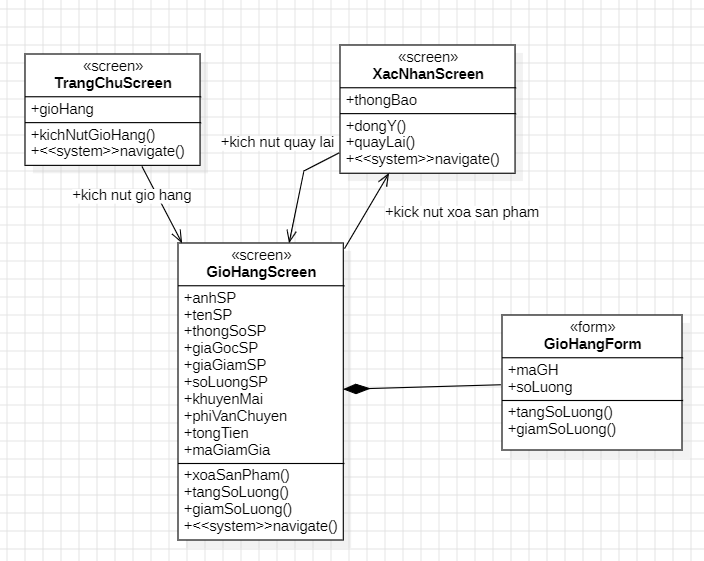 «screen»
TrangChuScreen
+gioHang
+kichNutGioHang()
+<<system>>navigate()
«screen»
XacNhanScreen
+thongBao
+dongY()
+quayLai()
+<<system>>navigate()
+kich nut quay lai
+kich nut gio hang
+kick nut xoa san pham
«screen»
GioHangScreen
+anhSP
+tenSP
+thongSoSP
+giaGocSP
+giaGiamSP
+soLuongSP
+khuyenMai
+phiVanChuyen
+tongTien
+maGiamGia
+xoaSanPham()
+tangSoLuong()
+giamSoLuong()
+<<system>>navigate()
«form»
GioHangForm
+maGH
+soLuong
+tangSoLuong()
+giamSoLuong()